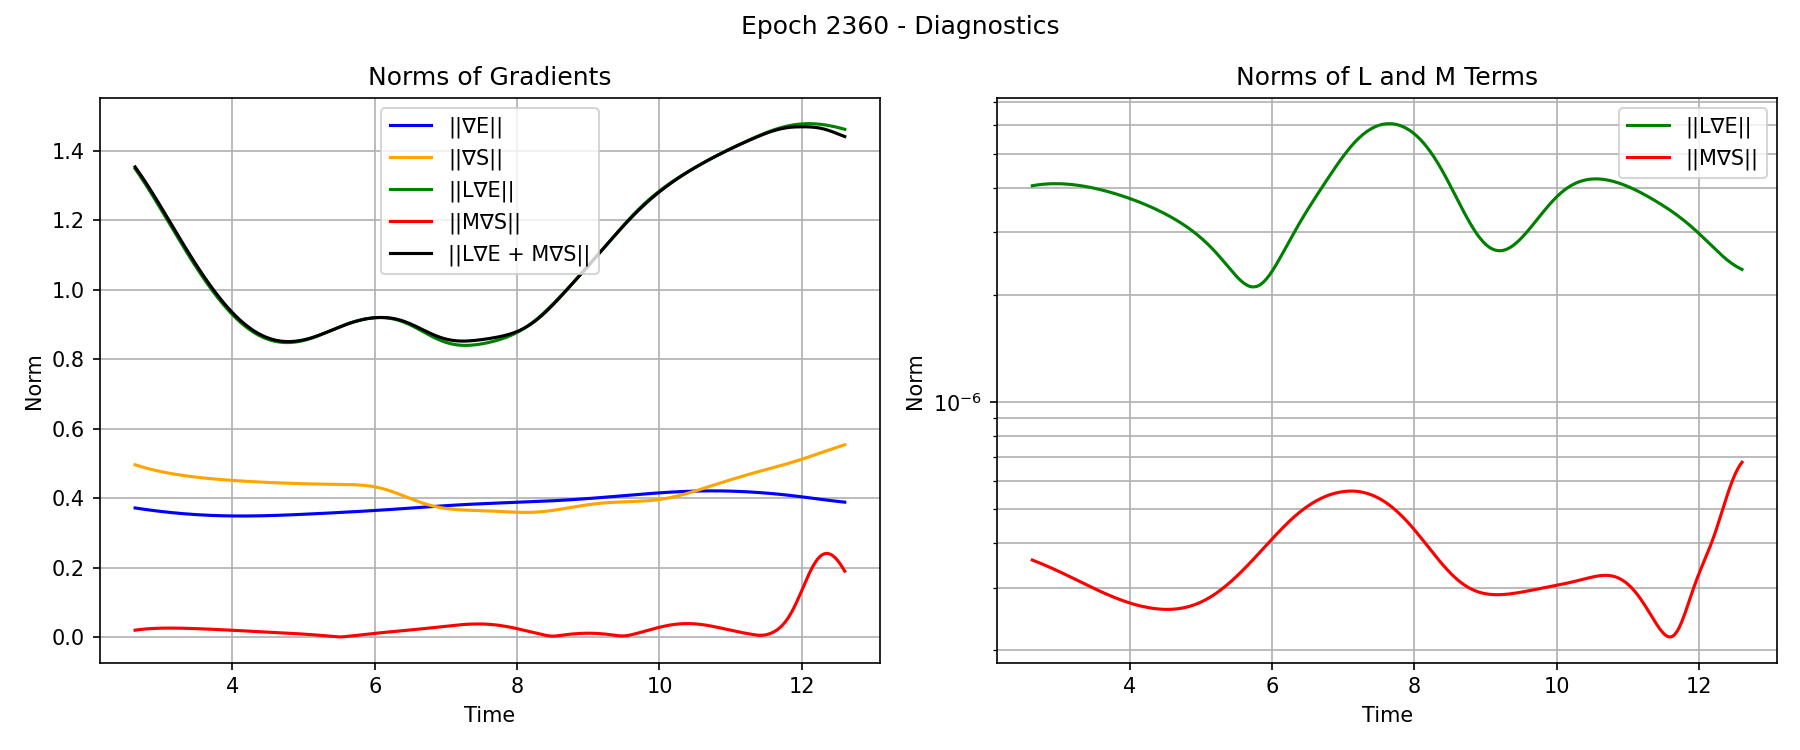 Epoch 2360 - Diagnostics
Norms of Gradients
||∇E||
||∇S||
||L∇E||
||M∇S||
||L∇E + M∇S||
1.4
1.2
1.0
0.8
0.6
0.4
0.2
0.0
Norm
4 6 8 10 12
Time
Norms of L and M Terms
||L∇E||
||M∇S||
10⁻⁶
Norm
4 6 8 10 12
Time